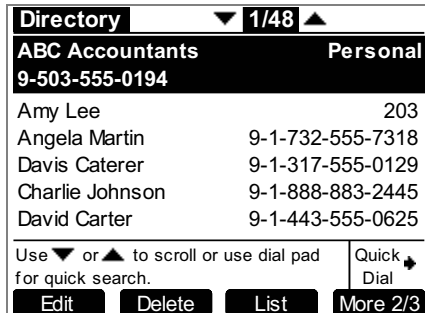 Directory ▼ 1/48 ▲
ABC Accountants Personal
9-503-555-0194
Amy Lee 203
Angela Martin 9-1-732-555-7318
Davis Caterer 9-1-317-555-0129
Charlie Johnson 9-1-888-883-2445
David Carter 9-1-443-555-0625
Use ▼ or ▲ to scroll or use dial pad
for quick search.
Quick
Dial
Edit Delete List More 2/3